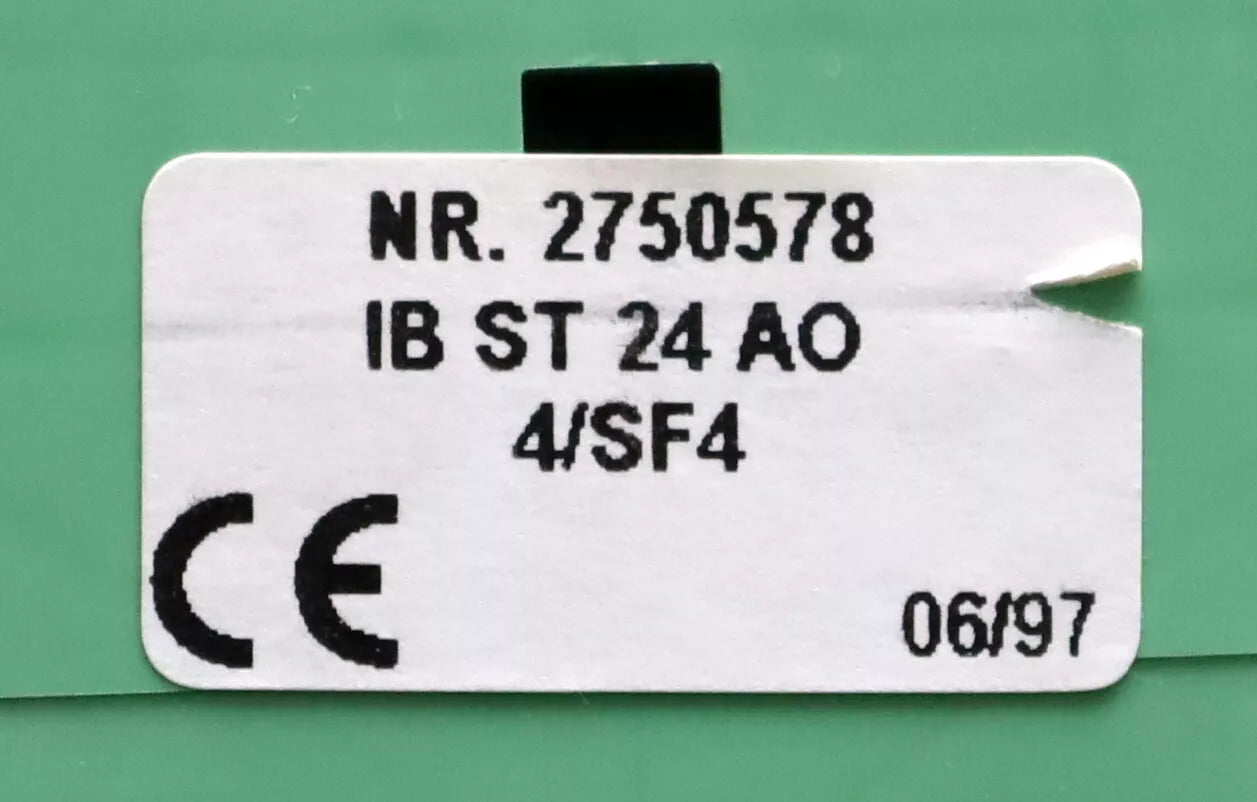 NR. 2750578
IB ST 24 AO
4/SF4
CE
06/97